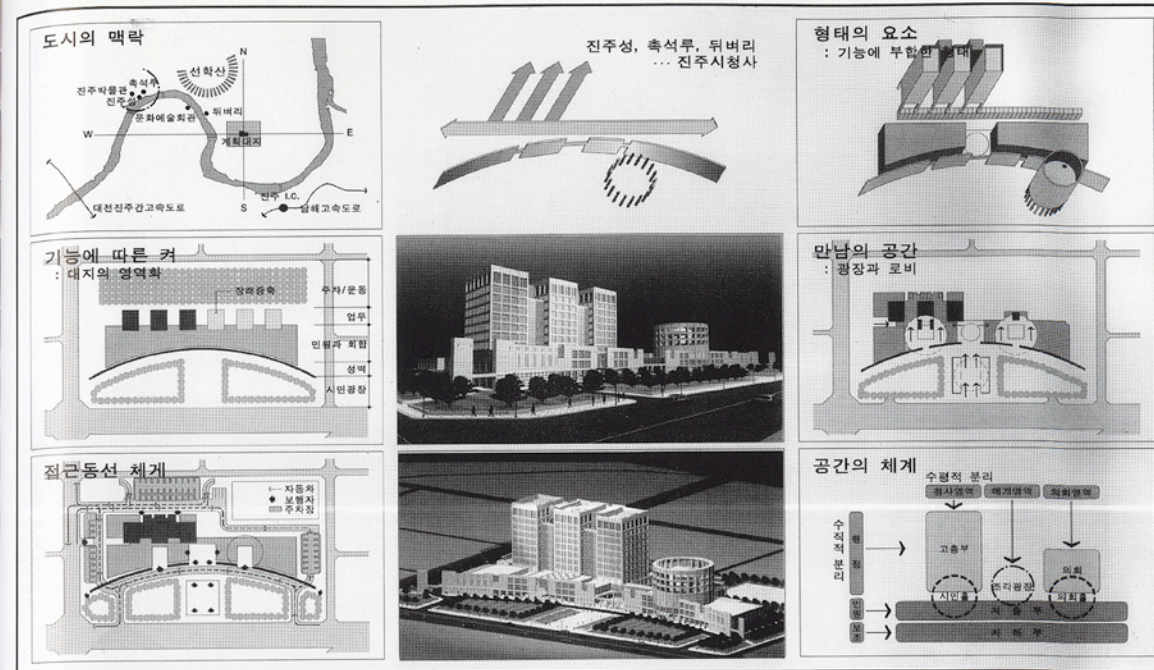 도시의 맥락
N
선학산
촉석루
진주박물관
진주성
뒤벼리
문화예술회관
W
E
계획대지
진주 I.C.
S
대전진주간고속도로
남해고속도로
진주성, 촉석루, 뒤벼리
··· 진주시청사
형태의 요소
: 기능에 부합한 형태
기능에 따른 켜
: 대지의 영역화
장래증축
주차/운동
업무
민원과 회합
성벽
시민광장
만남의 공간
: 광장과 로비
접근동선 체게
자동차
보행자
주차장
공간의 체계
수평적 분리
청사영역
매개영역
의회영역
수직적 분리
행정
고층부
의회
조각광장
시민홀
의회홀
민원
저층부
보조
지하부